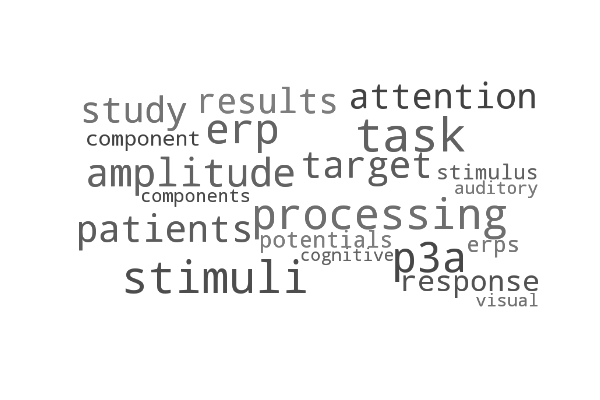 study results attention
component erp task
amplitude target stimulus
components auditory
patients processing
potentials erps
cognitive p3a
stimuli response
visual